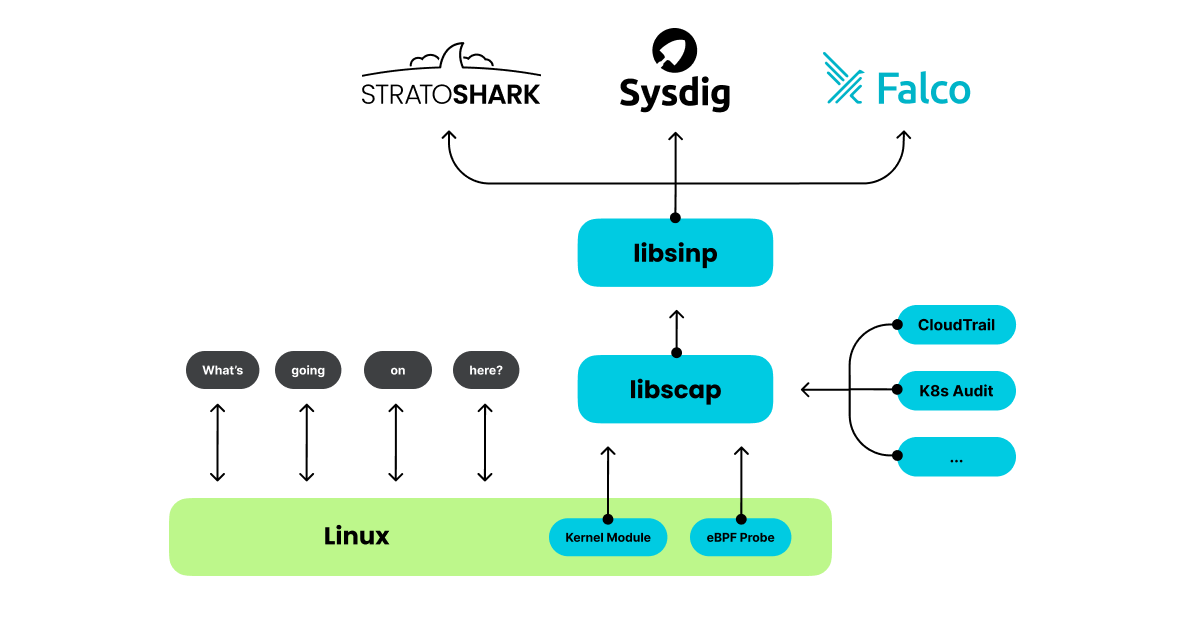 STRATOSHARK
Sysdig
Falco
libsinp
CloudTrail
What's going on here?
libscap
K8s Audit
...
Linux
Kernel Module
eBPF Probe